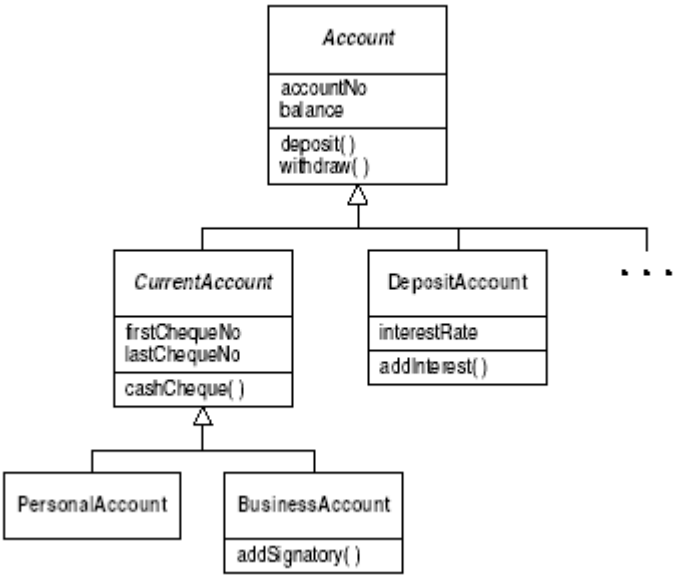 Account
accountNo
balance
deposit()
withdraw()
CurrentAccount
firstChequeNo
lastChequeNo
cashCheque()
DepositAccount
interestRate
addInterest()
. . .
PersonalAccount
BusinessAccount
addSignatory()